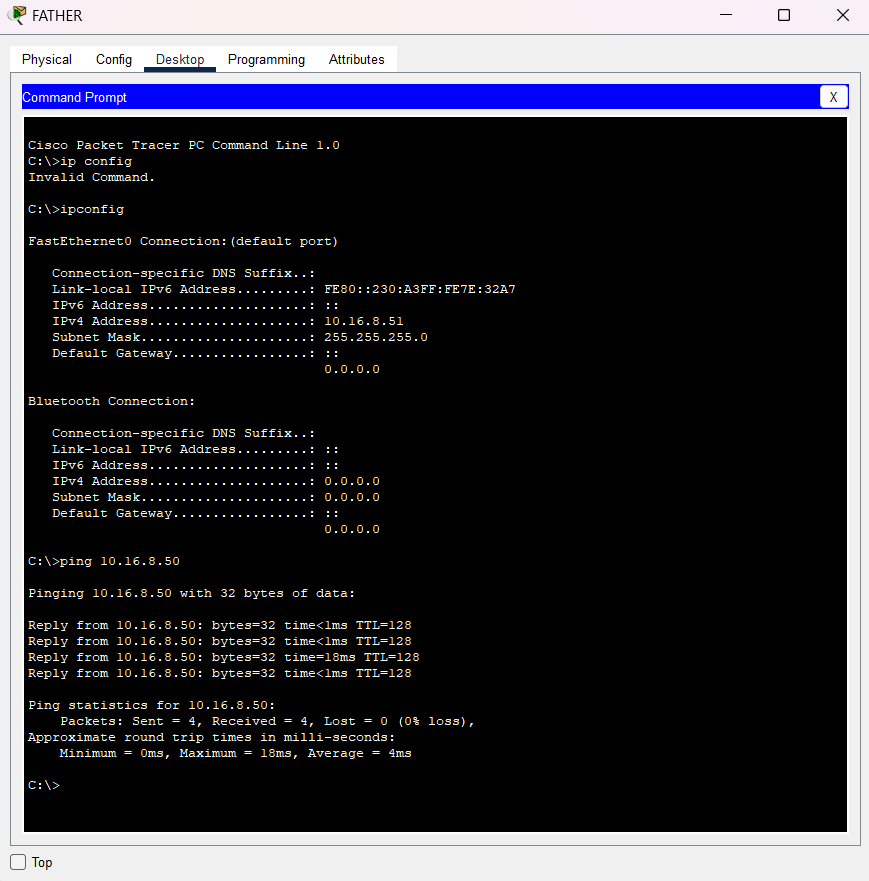 FATHER
Physical Config Desktop Programming Attributes
Command Prompt X
Cisco Packet Tracer PC Command Line 1.0
C:\>ip config
Invalid Command.
C:\>ipconfig
FastEthernet0 Connection:(default port)
Connection-specific DNS Suffix..:
Link-local IPv6 Address.........: FE80::230:A3FF:FE7E:32A7
IPv6 Address....................: ::
IPv4 Address....................: 10.16.8.51
Subnet Mask.....................: 255.255.255.0
Default Gateway.................: ::
0.0.0.0
Bluetooth Connection:
Connection-specific DNS Suffix..:
Link-local IPv6 Address.........: ::
IPv6 Address....................: ::
IPv4 Address....................: 0.0.0.0
Subnet Mask.....................: 0.0.0.0
Default Gateway.................: ::
0.0.0.0
C:\>ping 10.16.8.50
Pinging 10.16.8.50 with 32 bytes of data:
Reply from 10.16.8.50: bytes=32 time<1ms TTL=128
Reply from 10.16.8.50: bytes=32 time<1ms TTL=128
Reply from 10.16.8.50: bytes=32 time=18ms TTL=128
Reply from 10.16.8.50: bytes=32 time<1ms TTL=128
Ping statistics for 10.16.8.50:
Packets: Sent = 4, Received = 4, Lost = 0 (0% loss),
Approximate round trip times in milli-seconds:
Minimum = 0ms, Maximum = 18ms, Average = 4ms
C:\>
Top